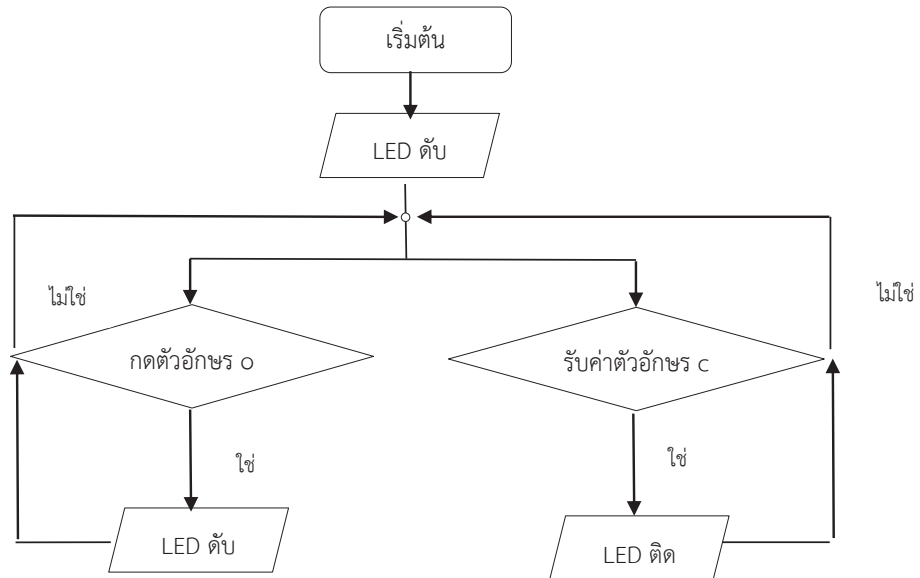 เริ่มต้น
LED ดับ
ไม่ใช่
ไม่ใช่
กดตัวอักษร o
รับค่าตัวอักษร c
ใช่
ใช่
LED ดับ
LED ติด